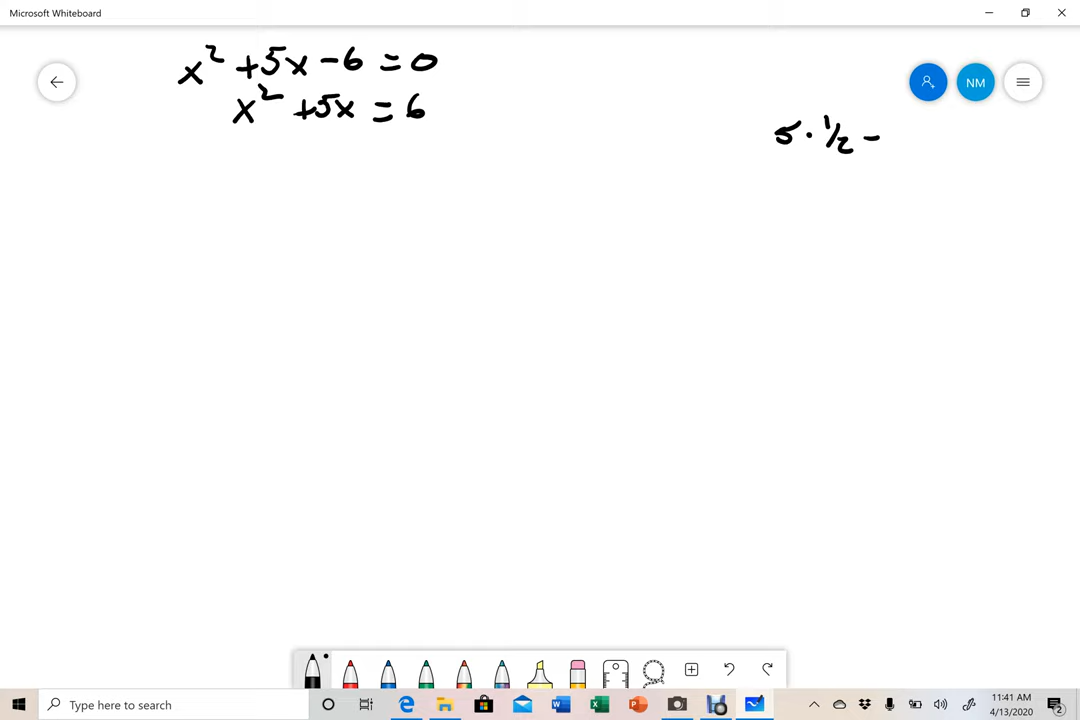 Microsoft Whiteboard
x² + 5x - 6 = 0
x² + 5x = 6
NM
5 · 1/2 -
Type here to search
11:41 AM
4/13/2020
2